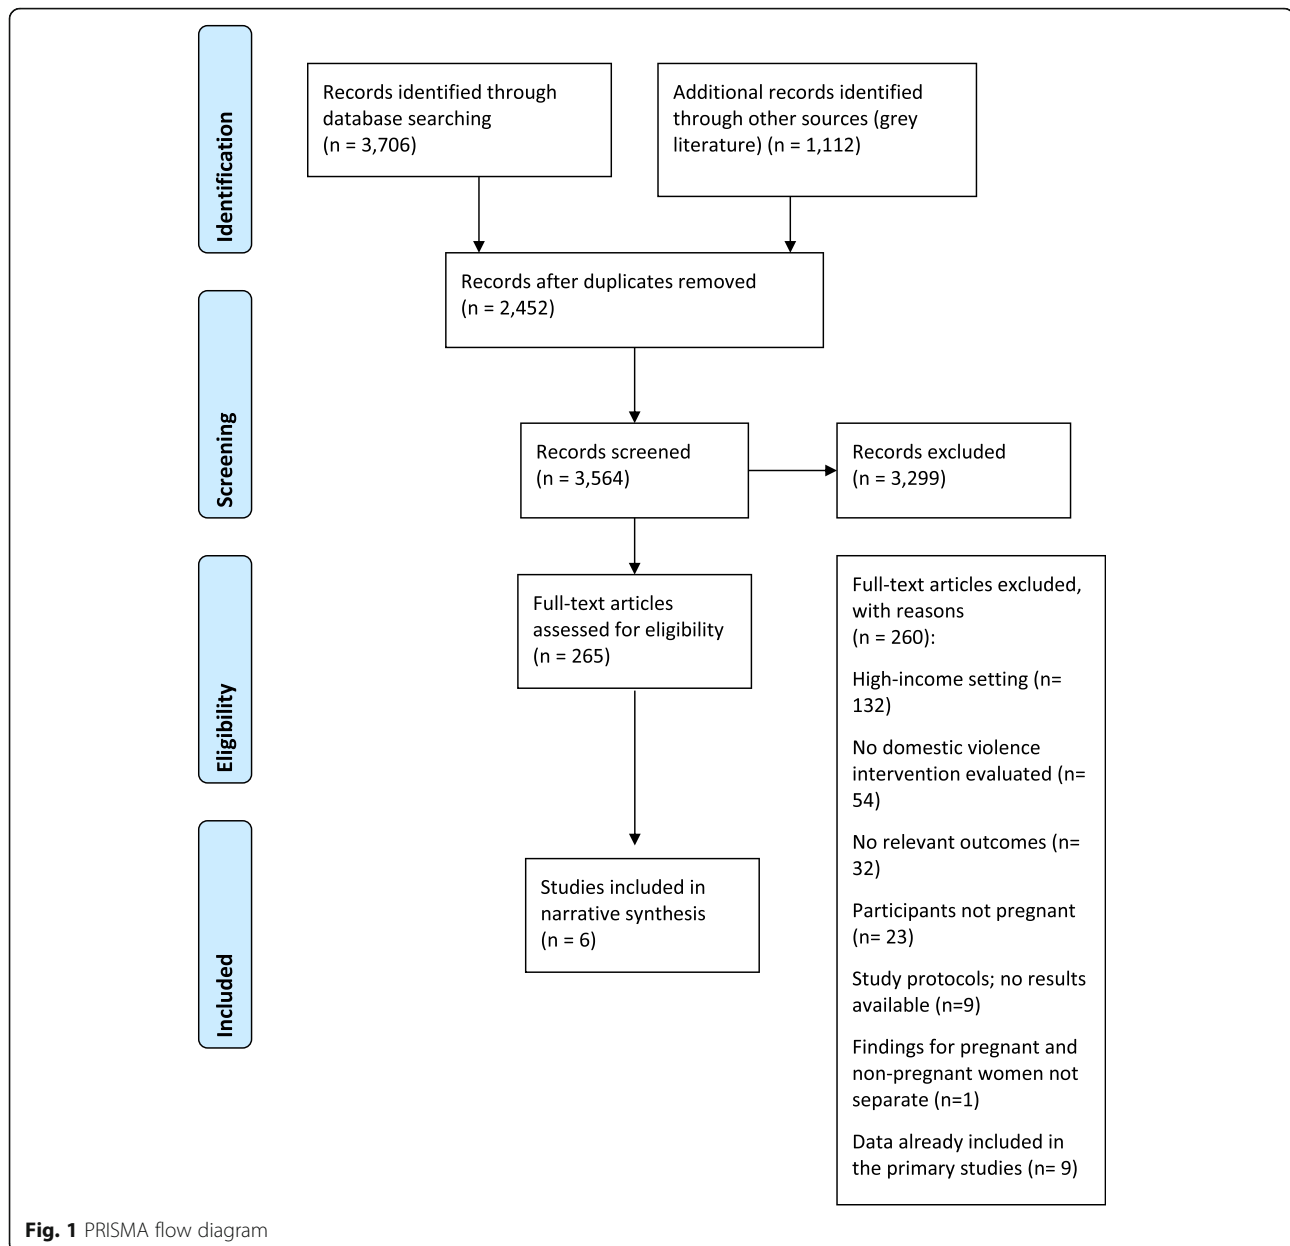 Identification
Records identified through
database searching
(n = 3,706)
Additional records identified
through other sources (grey
literature) (n = 1,112)
Records after duplicates removed
(n = 2,452)
Screening
Records screened
(n = 3,564)
Records excluded
(n = 3,299)
Eligibility
Full-text articles
assessed for eligibility
(n = 265)
Full-text articles excluded,
with reasons
(n = 260):
High-income setting (n=
132)
No domestic violence
intervention evaluated (n=
54)
No relevant outcomes (n=
32)
Participants not pregnant
(n= 23)
Study protocols; no results
available (n=9)
Findings for pregnant and
non-pregnant women not
separate (n=1)
Data already included in
the primary studies (n= 9)
Included
Studies included in
narrative synthesis
(n = 6)
Fig. 1 PRISMA flow diagram